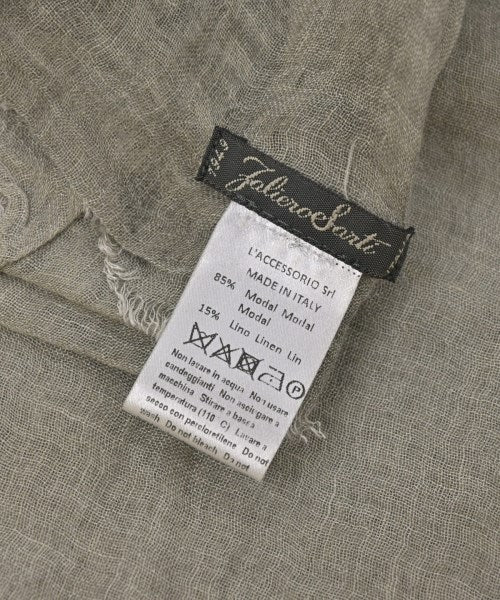 1949
Faliero Sarti
L'ACCESSORIO Srl
MADE IN ITALY
85% Modal Modal
Modal
15% Lino Linen Lin
P
Non lavare in acqua. Non usare
candeggianti. Non asciugare a
macchina. Stirare a bassa
temperatura (110 C). Lavare a
secco con percloretilene. Do not
wash. Do not bleach. Do not